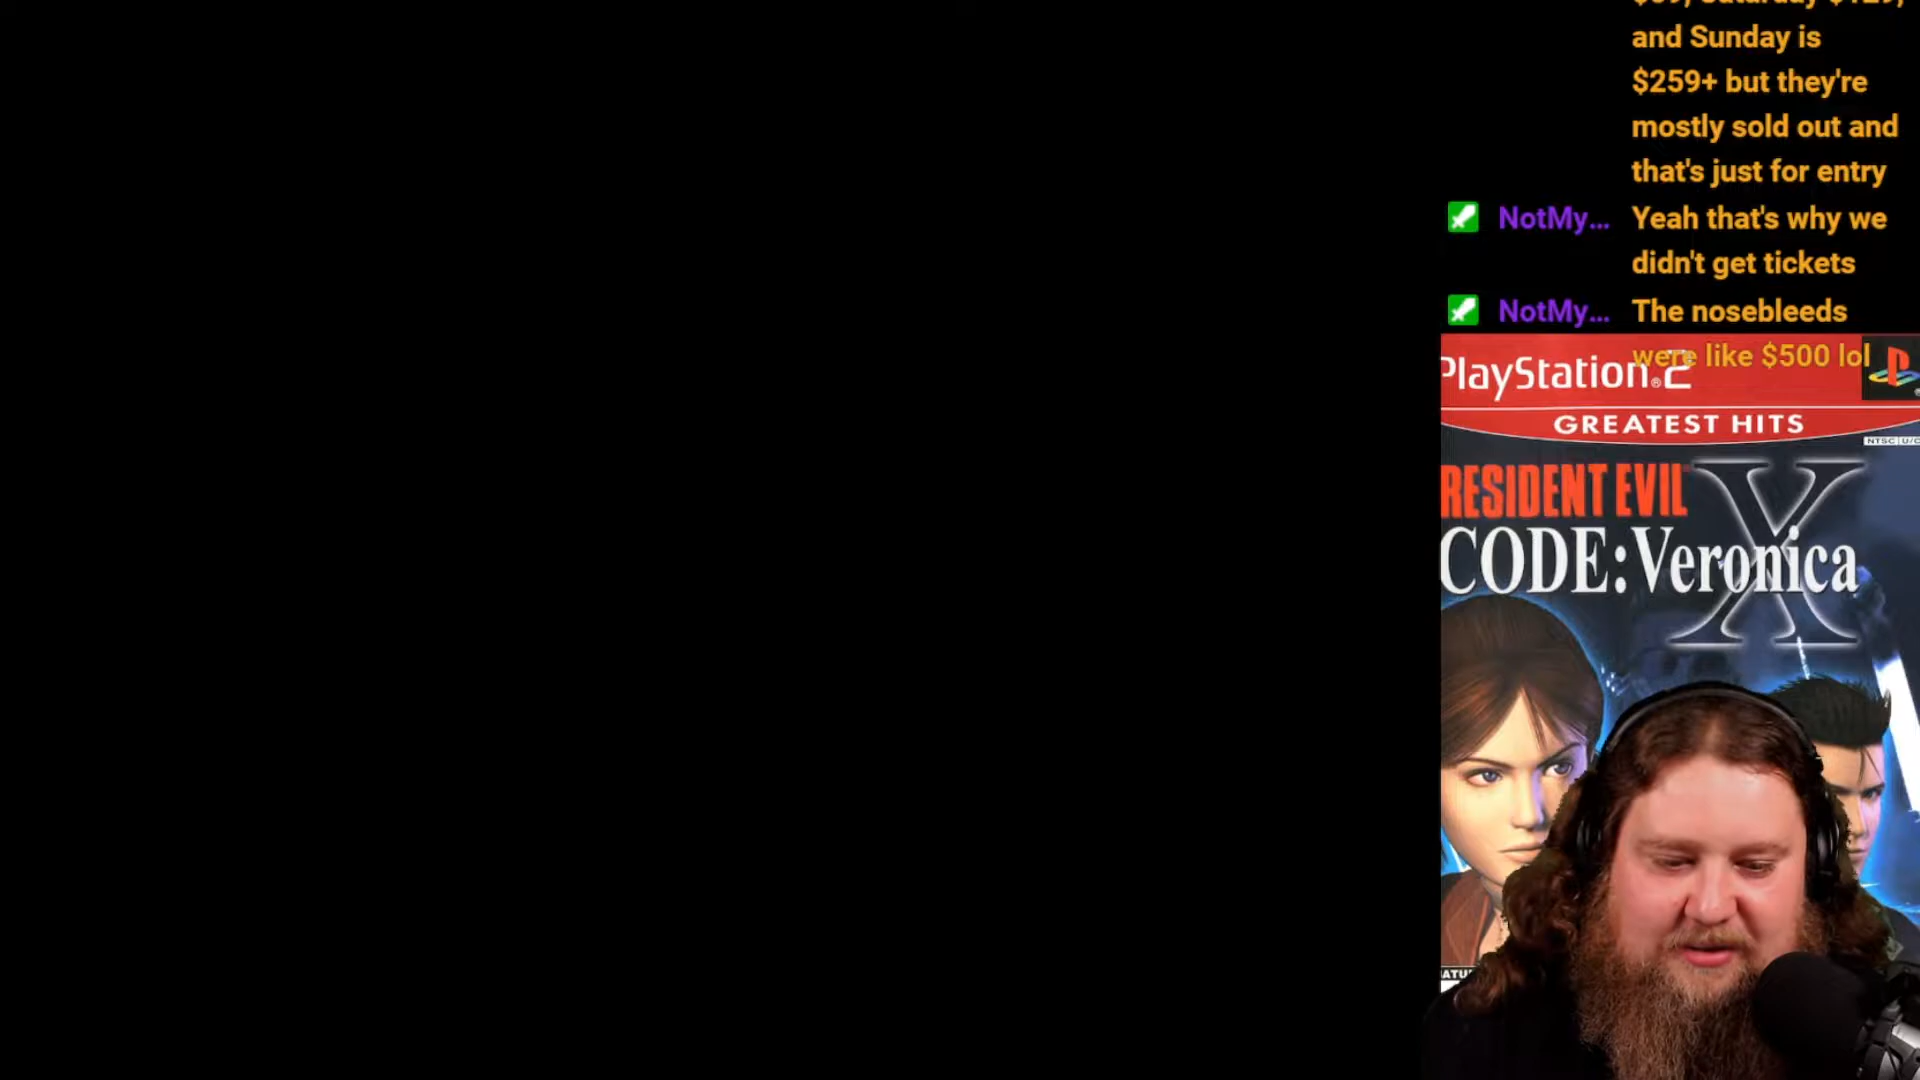 and Sunday is
$259+ but they're
mostly sold out and
that's just for entry
NotMy... Yeah that's why we
didn't get tickets
NotMy... The nosebleeds
were like $500 lol
PlayStation®2
GREATEST HITS
NTSC U/C
RESIDENT EVIL
CODE:Veronica X